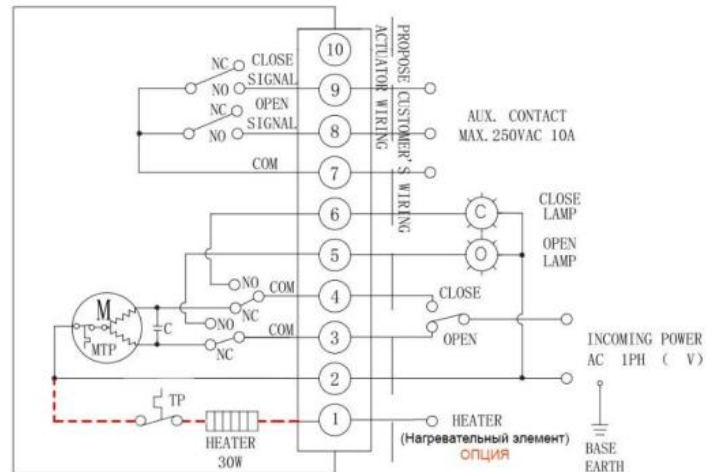 NC CLOSE
NO SIGNAL
NC OPEN
NO SIGNAL
COM
NO COM
NC
NO COM
NC
M
MTP
C
TP
HEATER
30W
10
9
8
7
6
5
4
3
2
1
ACTUATOR WIRING
PROPOSE CUSTOMER'S WIRING
AUX. CONTACT
MAX. 250VAC 10A
C
CLOSE
LAMP
O
OPEN
LAMP
CLOSE
OPEN
INCOMING POWER
AC 1PH ( V)
HEATER
(Нагревательный элемент)
ОПЦИЯ
BASE
EARTH